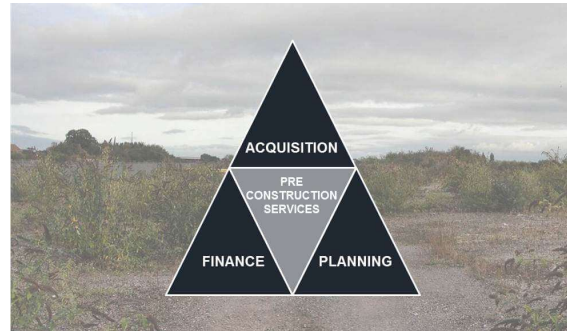 ACQUISITION
PRE
CONSTRUCTION
SERVICES
FINANCE
PLANNING